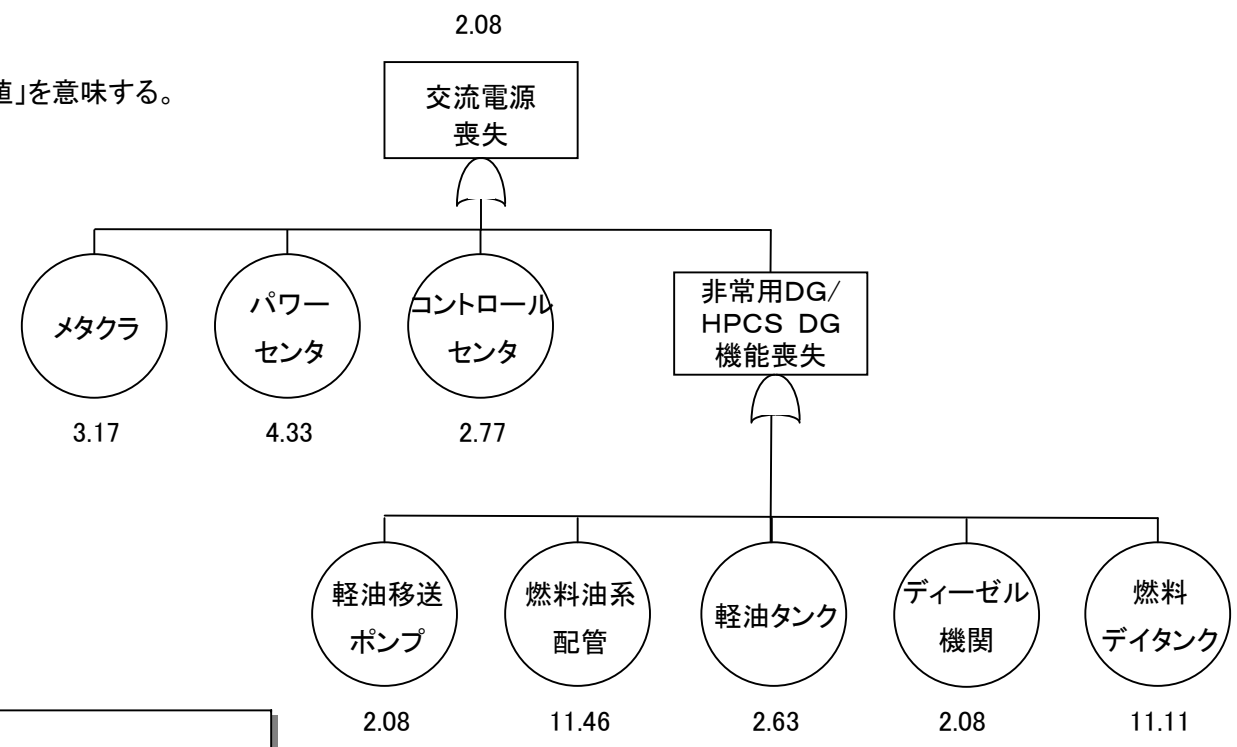 2.08
値」を意味する。
交流電源
喪失
メタクラ
パワー
センタ
コントロール
センタ
非常用DG/
HPCS DG
機能喪失
3.17
4.33
2.77
軽油移送
ポンプ
燃料油系
配管
軽油タンク
ディーゼル
機関
燃料
デイタンク
2.08
11.46
2.63
2.08
11.11